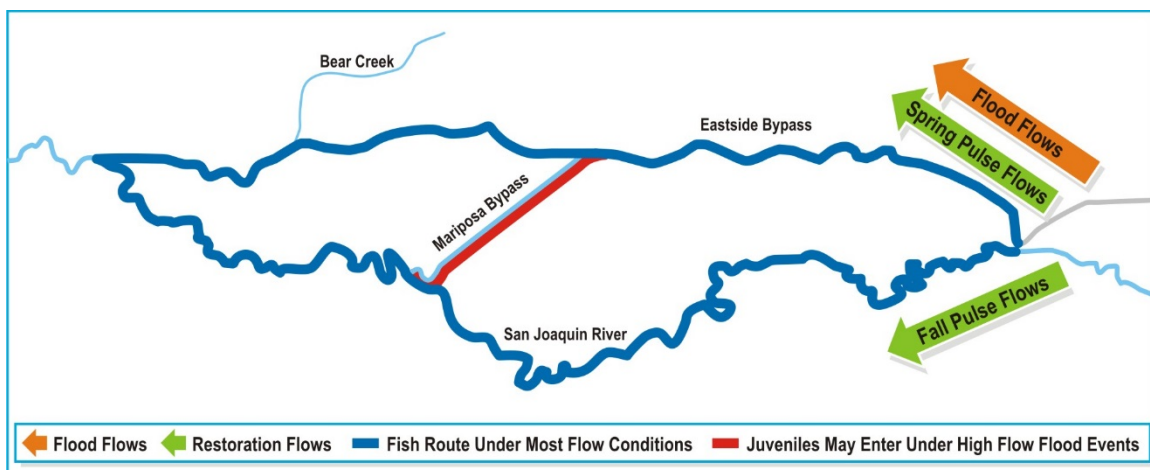 Bear Creek
Flood Flows
Spring Pulse Flows
Eastside Bypass
Mariposa Bypass
Fall Pulse Flows
San Joaquin River
Flood Flows
Restoration Flows
Fish Route Under Most Flow Conditions
Juveniles May Enter Under High Flow Flood Events